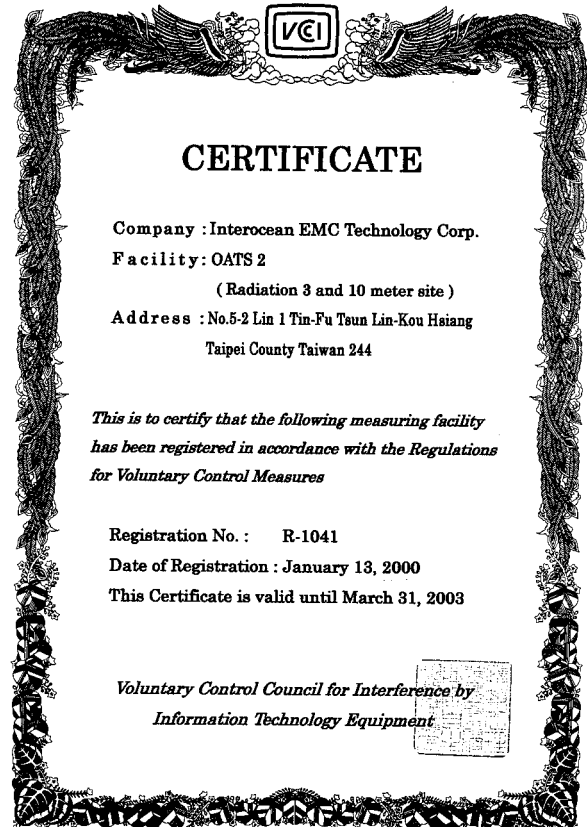 VCCI
CERTIFICATE
Company : Interocean EMC Technology Corp.
Facility: OATS 2
( Radiation 3 and 10 meter site )
Address : No.5-2 Lin 1 Tin-Fu Tsun Lin-Kou Hsiang
Taipei County Taiwan 244
This is to certify that the following measuring facility
has been registered in accordance with the Regulations
for Voluntary Control Measures
Registration No. : R-1041
Date of Registration : January 13, 2000
This Certificate is valid until March 31, 2003
Voluntary Control Council for Interference by
Information Technology Equipment